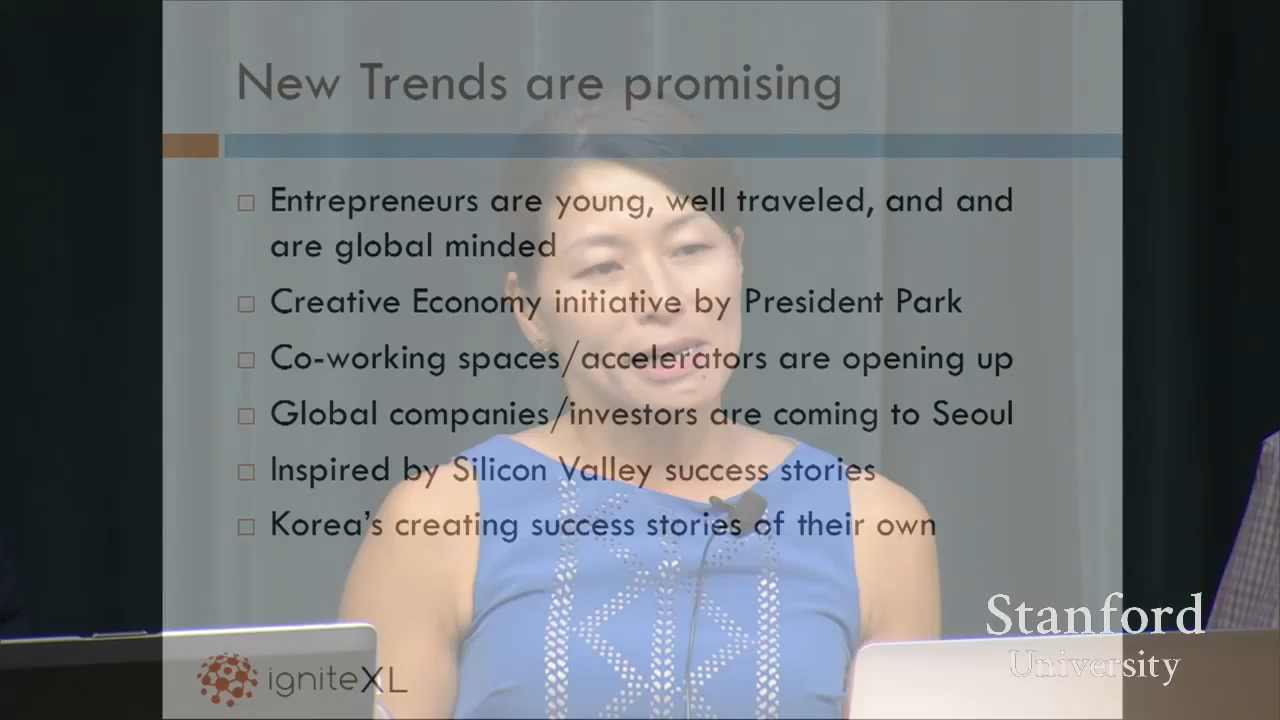 New Trends are promising
Entrepreneurs are young, well traveled, and and
are global minded
Creative Economy initiative by President Park
Co-working spaces/accelerators are opening up
Global companies/investors are coming to Seoul
Inspired by Silicon Valley success stories
Korea's creating success stories of their own
igniteXL
Stanford
University